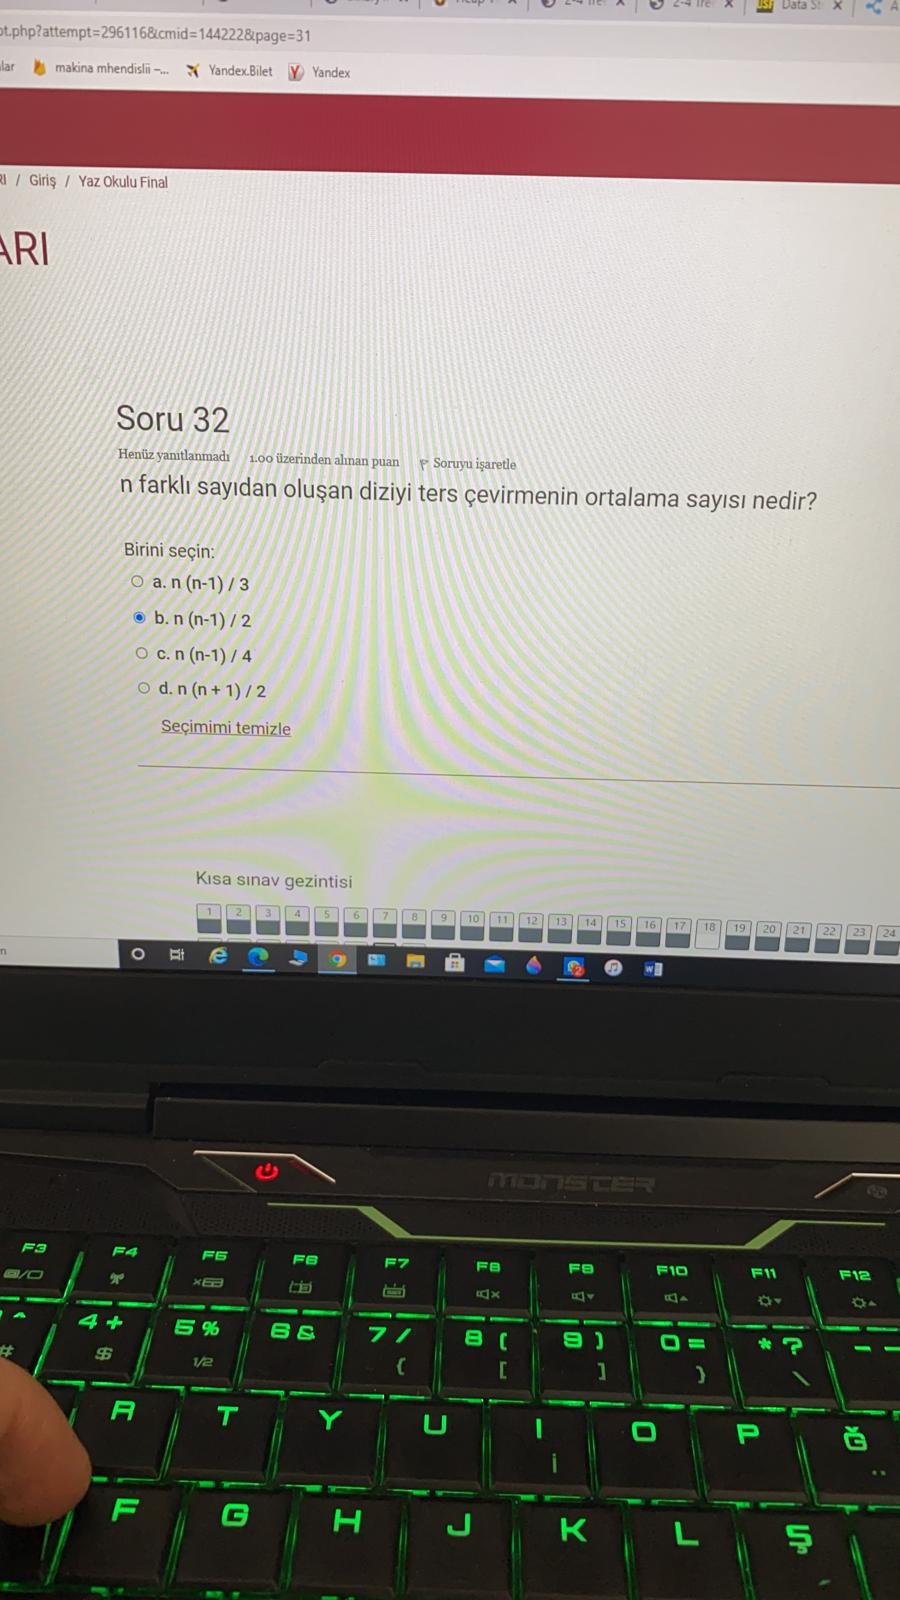 ot.php?attempt=296116&cmid=144222&page=31
lar makina mhendislii –... Yandex.Bilet Yandex
RI / Giriş / Yaz Okulu Final
ARI
Soru 32
Henüz yanıtlanmadı 1.00 üzerinden alınan puan Soruyu işaretle
n farklı sayıdan oluşan diziyi ters çevirmenin ortalama sayısı nedir?
Birini seçin:
a. n (n-1) / 3
b. n (n-1) / 2
c. n (n-1) / 4
d. n (n + 1) / 2
Seçimimi temizle
Kısa sınav gezintisi
1 2 3 4 5 6 7 8 9 10 11 12 13 14 15 16 17 18 19 20 21 22 23 24
MONSTER
F3 F4 F5 F6 F7 F8 F9 F10 F11 F12
4 + 5 % 6 & 7 / 8 ( 9 ) 0 = * ?
# $ 1/2 { [ ] } \
R T Y U I O P Ğ
i ¨
F G H J K L Ş